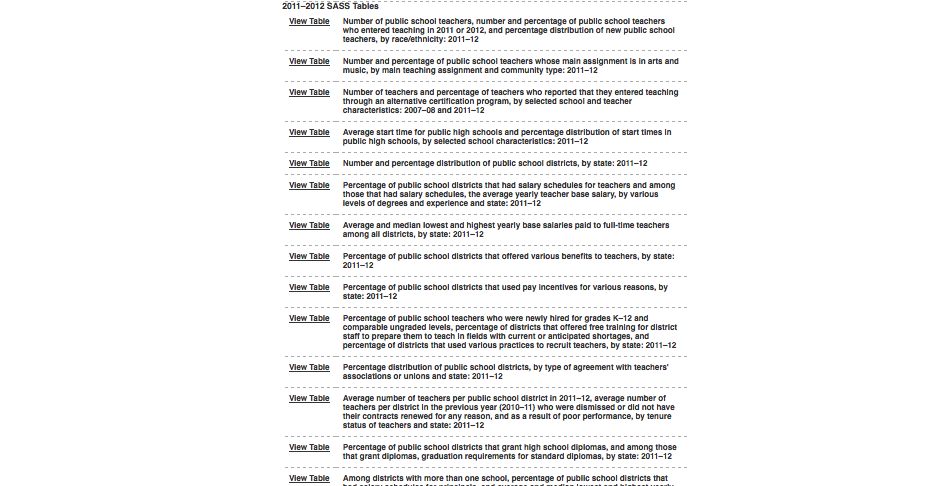 2011–2012 SASS Tables
View Table Number of public school teachers, number and percentage of public school teachers
who entered teaching in 2011 or 2012, and percentage distribution of new public school
teachers, by race/ethnicity: 2011–12
View Table Number and percentage of public school teachers whose main assignment is in arts and
music, by main teaching assignment and community type: 2011–12
View Table Number of teachers and percentage of teachers who reported that they entered teaching
through an alternative certification program, by selected school and teacher
characteristics: 2007–08 and 2011–12
View Table Average start time for public high schools and percentage distribution of start times in
public high schools, by selected school characteristics: 2011–12
View Table Number and percentage distribution of public school districts, by state: 2011–12
View Table Percentage of public school districts that had salary schedules for teachers and among
those that had salary schedules, the average yearly teacher base salary, by various
levels of degrees and experience and state: 2011–12
View Table Average and median lowest and highest yearly base salaries paid to full-time teachers
among all districts, by state: 2011–12
View Table Percentage of public school districts that offered various benefits to teachers, by state:
2011–12
View Table Percentage of public school districts that used pay incentives for various reasons, by
state: 2011–12
View Table Percentage of public school teachers who were newly hired for grades K–12 and
comparable ungraded levels, percentage of districts that offered free training for district
staff to prepare them to teach in fields with current or anticipated shortages, and
percentage of districts that used various practices to recruit teachers, by state: 2011–12
View Table Percentage distribution of public school districts, by type of agreement with teachers'
associations or unions and state: 2011–12
View Table Average number of teachers per public school district in 2011–12, average number of
teachers per district in the previous year (2010–11) who were dismissed or did not have
their contracts renewed for any reason, and as a result of poor performance, by tenure
status of teachers and state: 2011–12
View Table Percentage of public school districts that grant high school diplomas, and among those
that grant diplomas, graduation requirements for standard diplomas, by state: 2011–12
View Table Among districts with more than one school, percentage of public school districts that
had salary schedules for principals, and average and median lowest and highest yearly